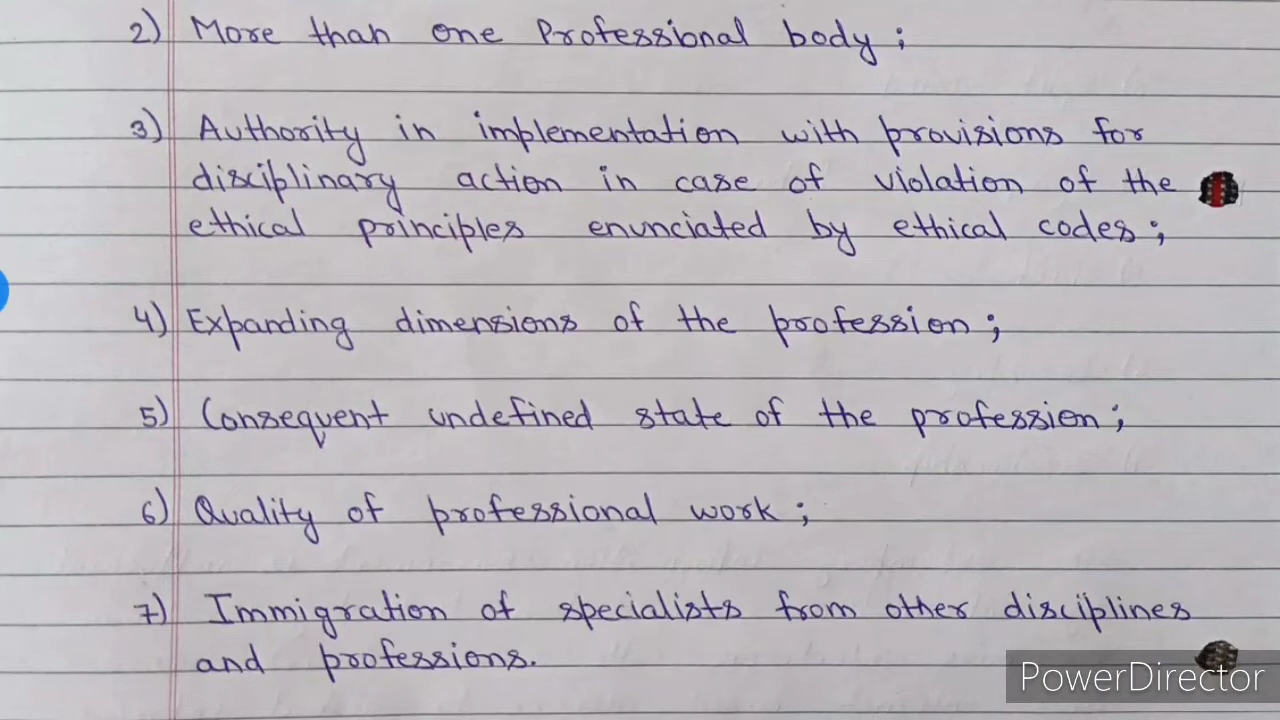 2) More than one Professional body;
3) Authority in implementation with provisions for
disciplinary action in case of violation of the
ethical principles enunciated by ethical codes;
4) Expanding dimensions of the profession;
5) Consequent undefined state of the profession;
6) Quality of professional work;
7) Immigration of specialists from other disciplines
and professions.
PowerDirector